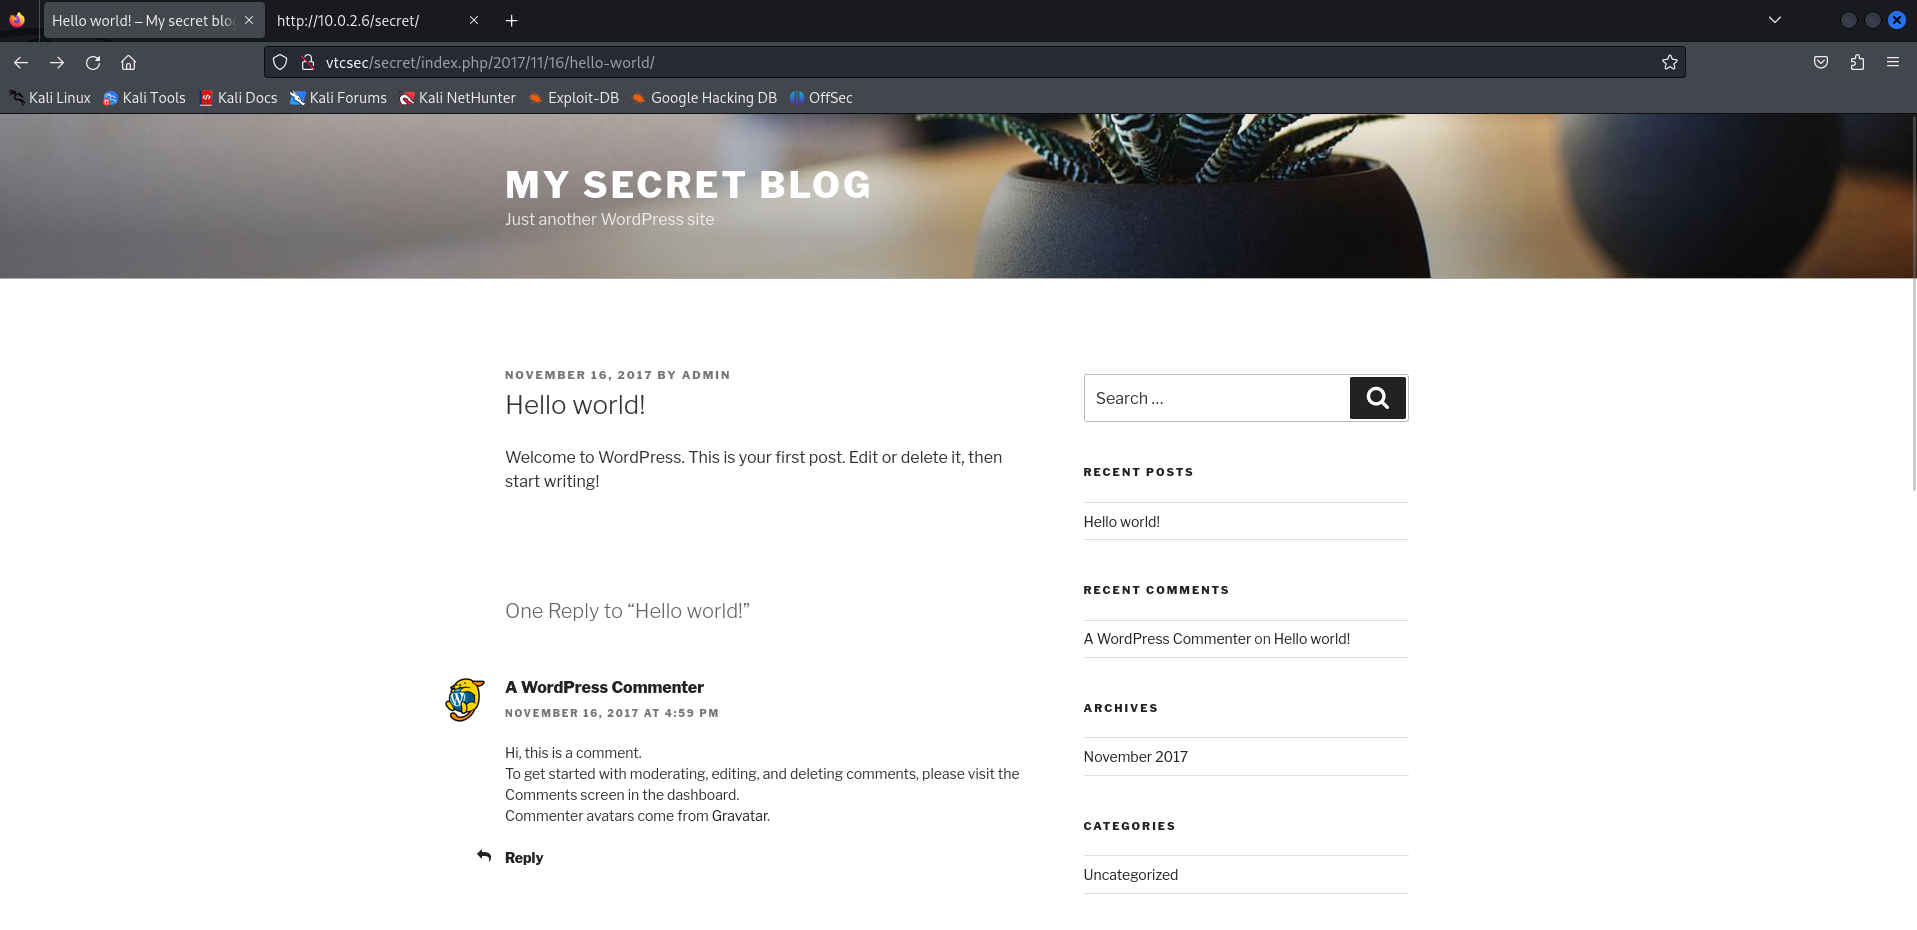 Hello world! – My secret blo
http://10.0.2.6/secret/
vtcsec/secret/index.php/2017/11/16/hello-world/
Kali Linux Kali Tools Kali Docs Kali Forums Kali NetHunter Exploit-DB Google Hacking DB OffSec
MY SECRET BLOG
Just another WordPress site
NOVEMBER 16, 2017 BY ADMIN
Hello world!
Welcome to WordPress. This is your first post. Edit or delete it, then
start writing!
One Reply to “Hello world!”
A WordPress Commenter
NOVEMBER 16, 2017 AT 4:59 PM
Hi, this is a comment.
To get started with moderating, editing, and deleting comments, please visit the
Comments screen in the dashboard.
Commenter avatars come from Gravatar.
Reply
Search …
RECENT POSTS
Hello world!
RECENT COMMENTS
A WordPress Commenter on Hello world!
ARCHIVES
November 2017
CATEGORIES
Uncategorized